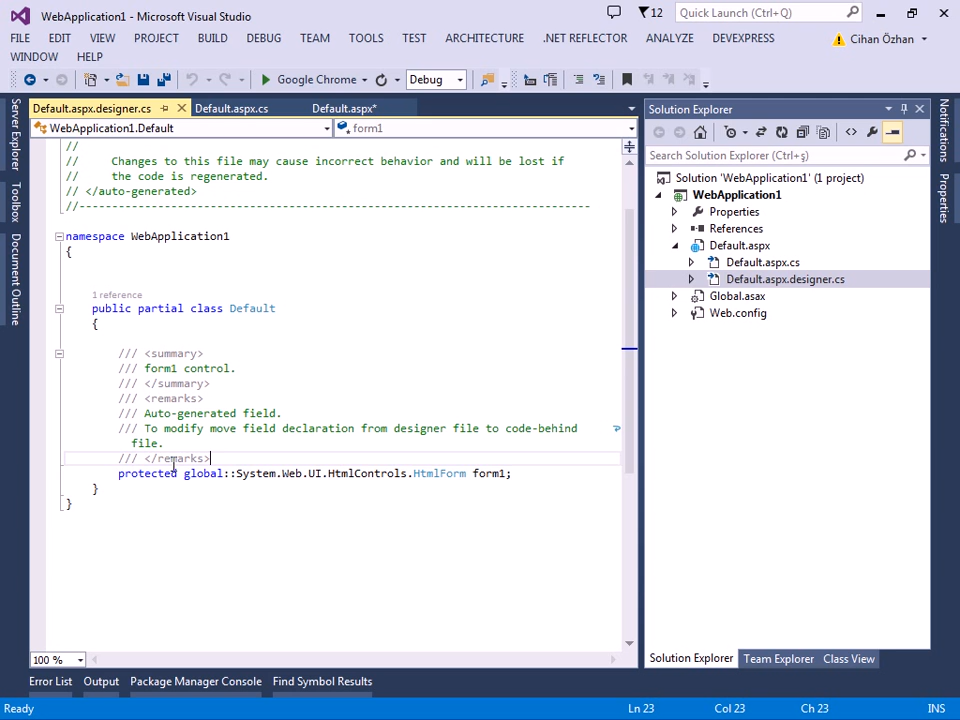 WebApplication1 - Microsoft Visual Studio
12
Quick Launch (Ctrl+Q)
FILE EDIT VIEW PROJECT BUILD DEBUG TEAM TOOLS TEST ARCHITECTURE .NET REFLECTOR ANALYZE DEVEXPRESS
Cihan Özhan
WINDOW HELP
Google Chrome
Debug
Default.aspx.designer.cs
Default.aspx.cs
Default.aspx*
WebApplication1.Default
form1
//
// Changes to this file may cause incorrect behavior and will be lost if
// the code is regenerated.
// </auto-generated>
//------------------------------------------------------------------------------
namespace WebApplication1
{
1 reference
public partial class Default
{
/// <summary>
/// form1 control.
/// </summary>
/// <remarks>
/// Auto-generated field.
/// To modify move field declaration from designer file to code-behind
file.
/// </remarks>
protected global::System.Web.UI.HtmlControls.HtmlForm form1;
}
}
100 %
Server Explorer
Toolbox
Document Outline
Solution Explorer
Search Solution Explorer (Ctrl+ş)
Solution 'WebApplication1' (1 project)
WebApplication1
Properties
References
Default.aspx
Default.aspx.cs
Default.aspx.designer.cs
Global.asax
Web.config
Solution Explorer
Team Explorer
Class View
Notifications
Properties
Error List
Output
Package Manager Console
Find Symbol Results
Ready
Ln 23
Col 23
Ch 23
INS